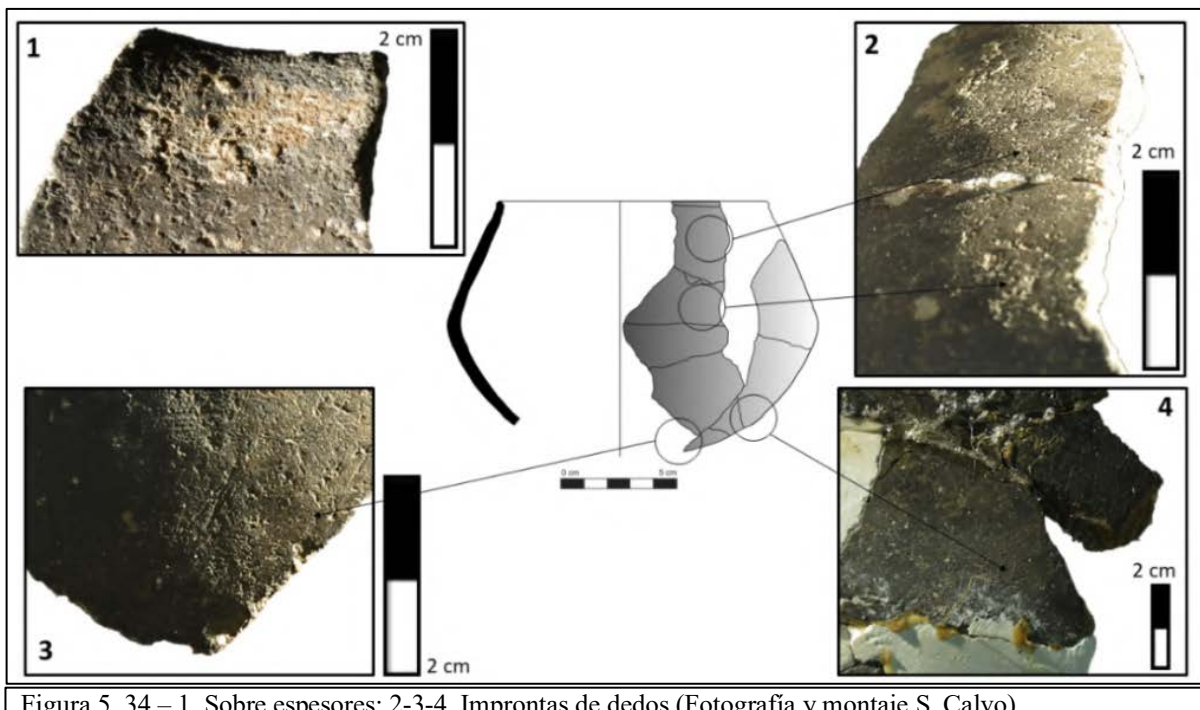 1
2 cm
2
2 cm
0 cm
5 cm
3
2 cm
4
2 cm
Figura 5. 34 – 1. Sobre espesores; 2-3-4. Improntas de dedos (Fotografía y montaje S. Calvo)